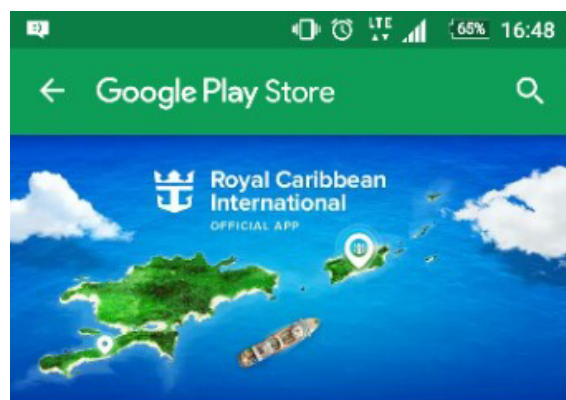 LTE 65% 16:48
Google Play Store
Royal Caribbean
International
OFFICIAL APP